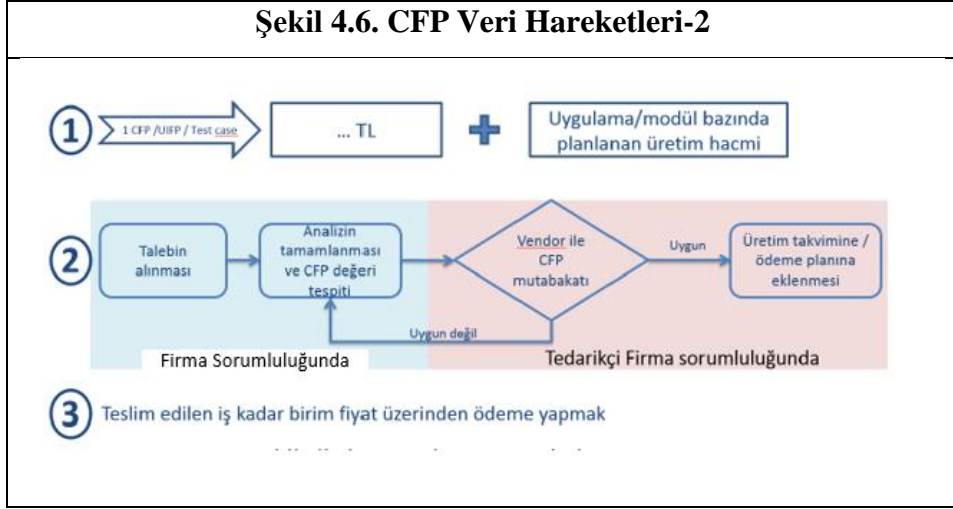 Şekil 4.6. CFP Veri Hareketleri-2
1
1 CFP /UIFP / Test case
... TL
Uygulama/modül bazında
planlanan üretim hacmi
2
Talebin
alınması
Analizin
tamamlanması
ve CFP değeri
tespiti
Vendor ile
CFP
mutabakatı
Uygun
Üretim takvimine /
ödeme planına
eklenmesi
Uygun değil
Firma Sorumluluğunda
Tedarikçi Firma sorumluluğunda
3
Teslim edilen iş kadar birim fiyat üzerinden ödeme yapmak